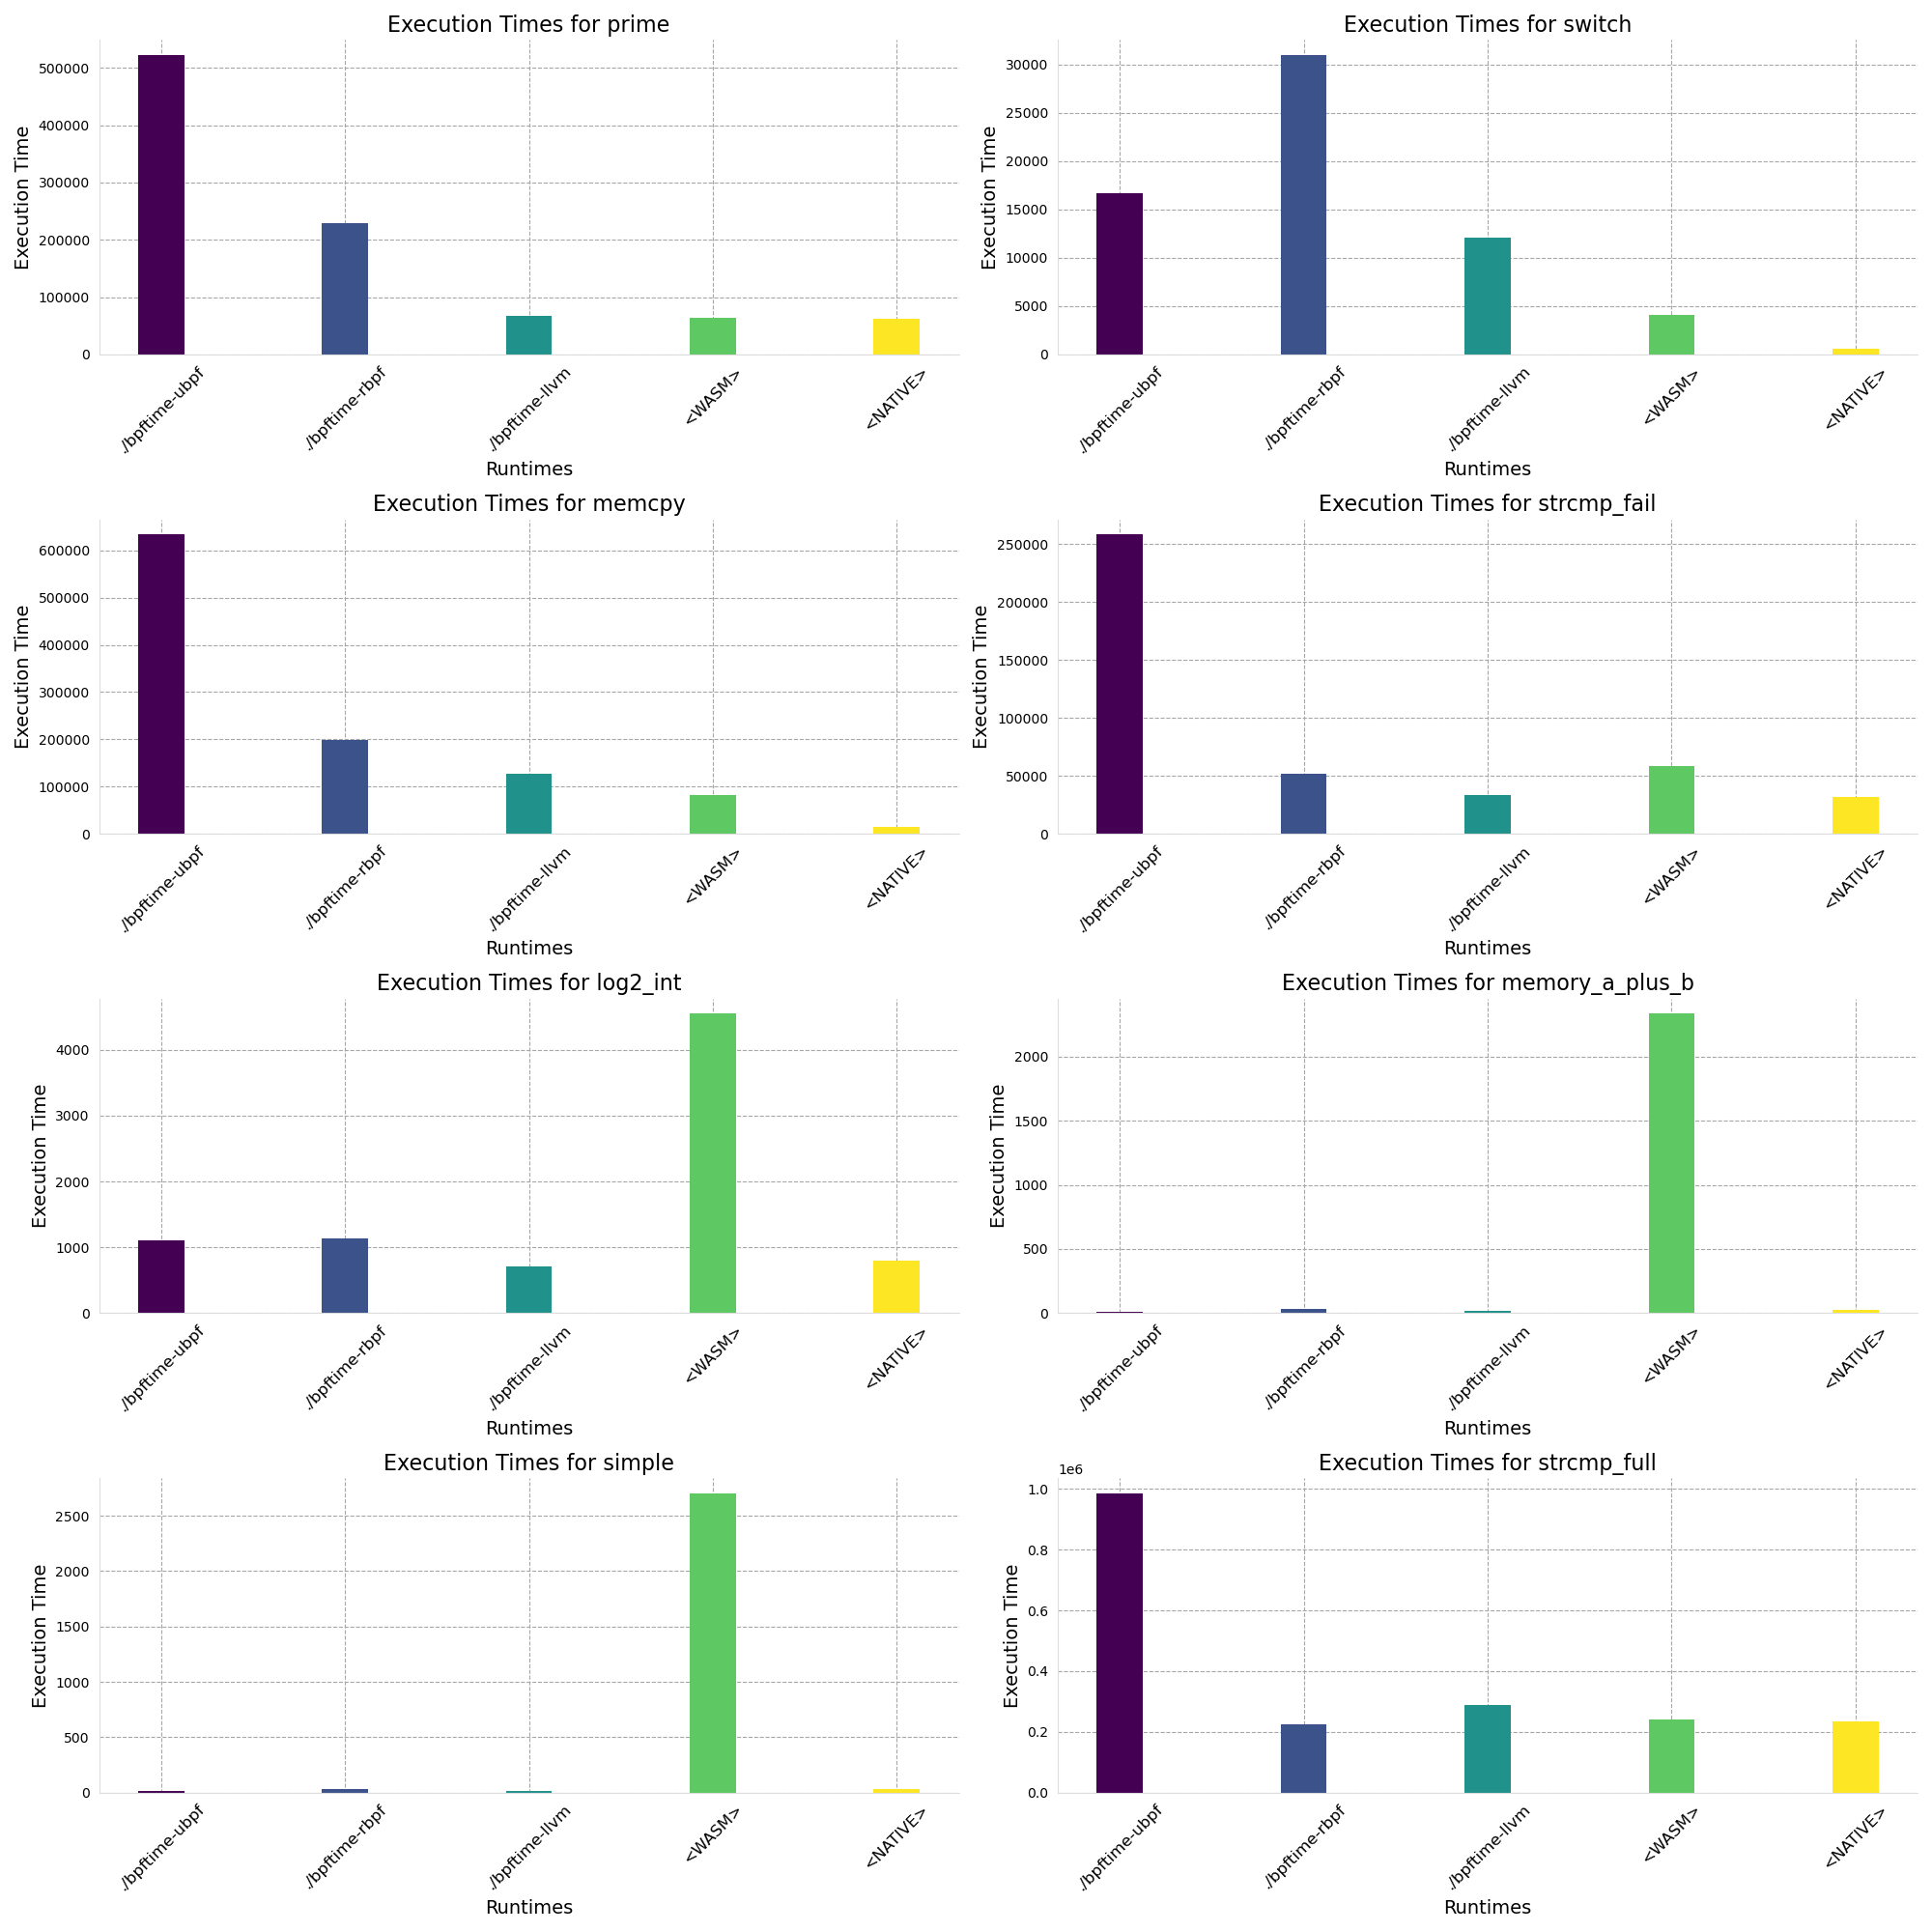 Execution Times for prime
Execution Time
500000
400000
300000
200000
100000
0
./bpftime-ubpf
./bpftime-rbpf
./bpftime-llvm
<WASM>
<NATIVE>
Runtimes
Execution Times for switch
Execution Time
30000
25000
20000
15000
10000
5000
0
./bpftime-ubpf
./bpftime-rbpf
./bpftime-llvm
<WASM>
<NATIVE>
Runtimes
Execution Times for memcpy
Execution Time
600000
500000
400000
300000
200000
100000
0
./bpftime-ubpf
./bpftime-rbpf
./bpftime-llvm
<WASM>
<NATIVE>
Runtimes
Execution Times for strcmp_fail
Execution Time
250000
200000
150000
100000
50000
0
./bpftime-ubpf
./bpftime-rbpf
./bpftime-llvm
<WASM>
<NATIVE>
Runtimes
Execution Times for log2_int
Execution Time
4000
3000
2000
1000
0
./bpftime-ubpf
./bpftime-rbpf
./bpftime-llvm
<WASM>
<NATIVE>
Runtimes
Execution Times for memory_a_plus_b
Execution Time
2000
1500
1000
500
0
./bpftime-ubpf
./bpftime-rbpf
./bpftime-llvm
<WASM>
<NATIVE>
Runtimes
Execution Times for simple
Execution Time
2500
2000
1500
1000
500
0
./bpftime-ubpf
./bpftime-rbpf
./bpftime-llvm
<WASM>
<NATIVE>
Runtimes
Execution Times for strcmp_full
1e6
Execution Time
1.0
0.8
0.6
0.4
0.2
0.0
./bpftime-ubpf
./bpftime-rbpf
./bpftime-llvm
<WASM>
<NATIVE>
Runtimes